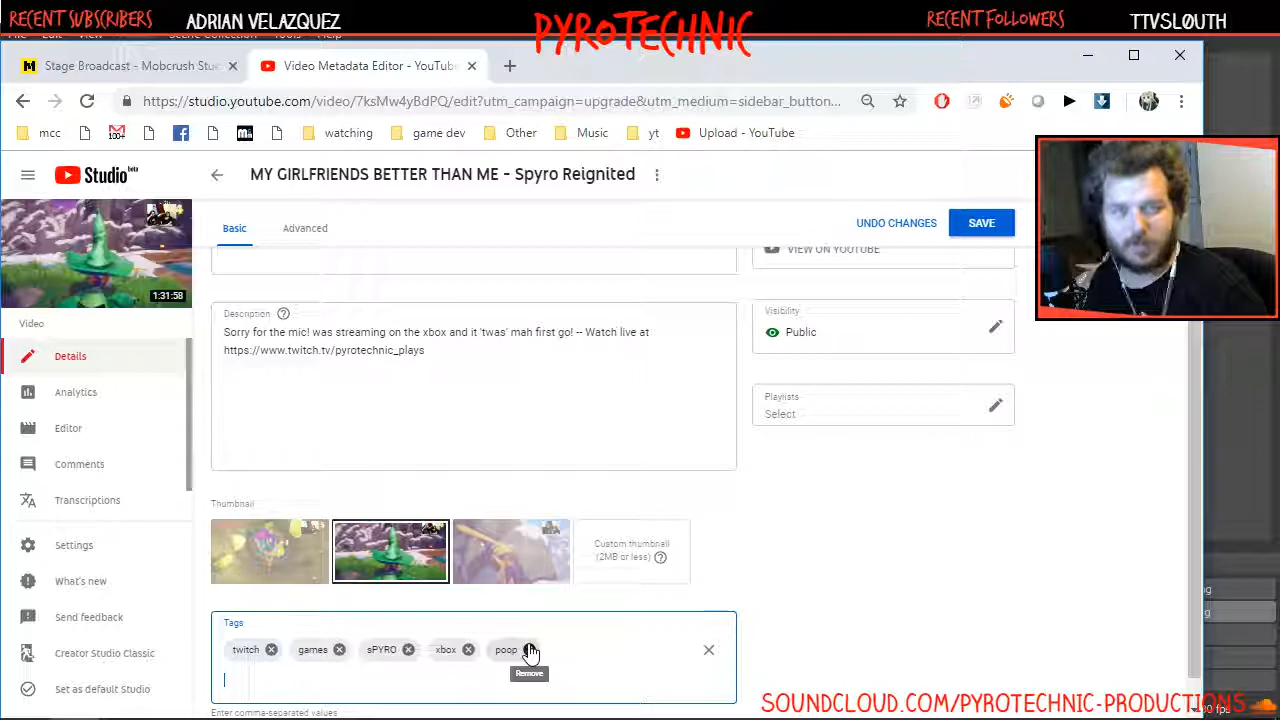 RECENT SUBSCRIBERS ADRIAN VELAZQUEZ PYROTECHNIC RECENT FOLLOWERS TTVSL0UTH
Stage Broadcast - Mobcrush Stu
Video Metadata Editor - YouTube
https://studio.youtube.com/video/7ksMw4yBdPQ/edit?utm_campaign=upgrade&utm_medium=sidebar_button...
mcc
100+
watching
game dev
Other
Music
yt
Upload - YouTube
Studio beta
MY GIRLFRIENDS BETTER THAN ME - Spyro Reignited
Basic
Advanced
UNDO CHANGES
SAVE
VIEW ON YOUTUBE
1:31:58
Video
Details
Analytics
Editor
Comments
Transcriptions
Settings
What's new
Send feedback
Creator Studio Classic
Set as default Studio
Description
Sorry for the mic! was streaming on the xbox and it 'twas' mah first go! -- Watch live at
https://www.twitch.tv/pyrotechnic_plays
Visibility
Public
Playlists
Select
Thumbnail
Custom thumbnail
(2MB or less)
Tags
twitch
games
sPYRO
xbox
poop
Remove
Enter comma-separated values
SOUNDCLOUD.COM/PYROTECHNIC-PRODUCTIONS